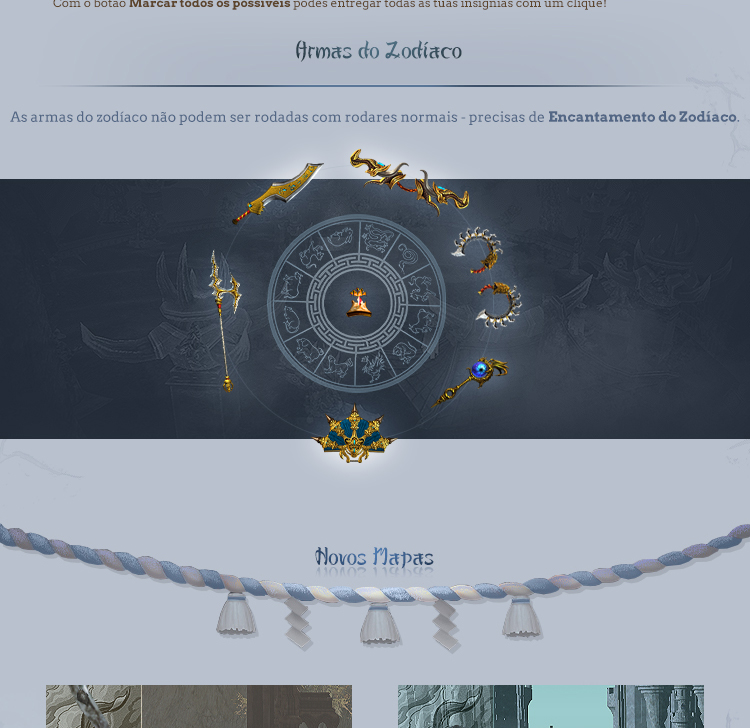 Com o botão Marcar todos os possíveis podes entregar todas as tuas insígnias com um clique!
Armas do Zodíaco
As armas do zodíaco não podem ser rodadas com rodares normais - precisas de Encantamento do Zodíaco.
Novos Mapas